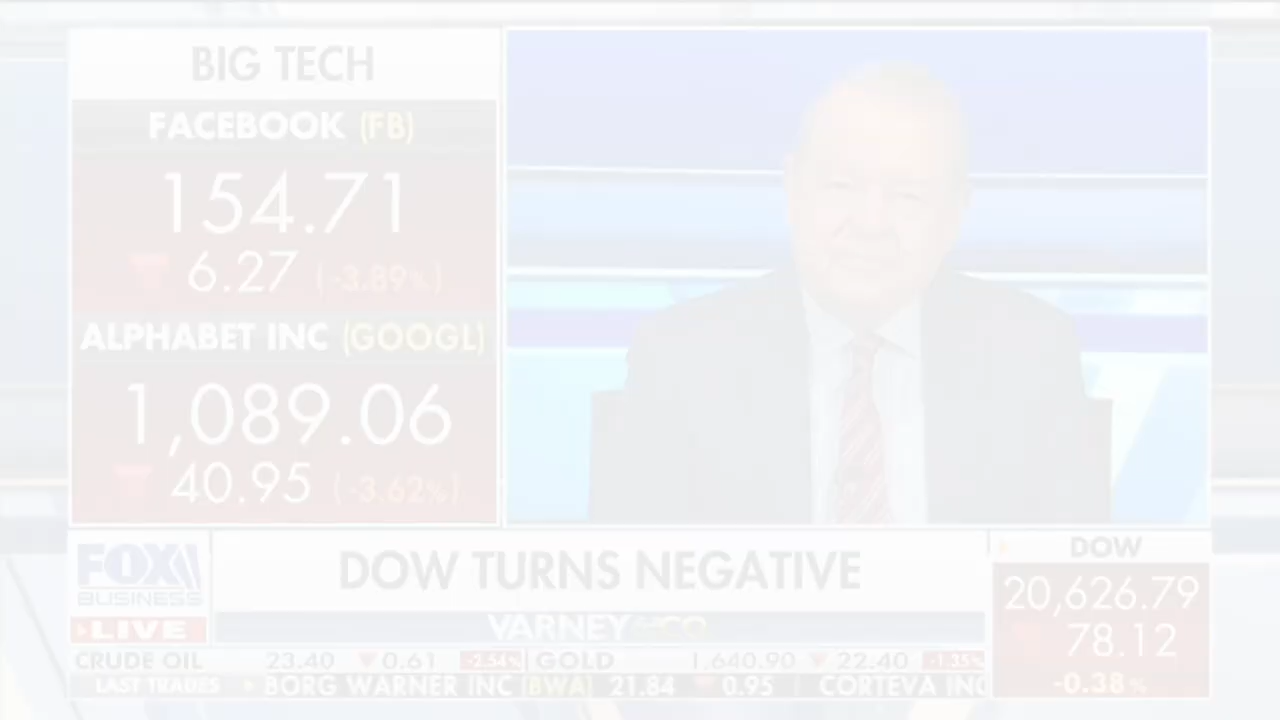 BIG TECH
FACEBOOK (FB)
154.71
6.27 (-3.89%)
ALPHABET INC (GOOGL)
1,089.06
40.95 (-3.62%)
FOX
BUSINESS
LIVE
DOW TURNS NEGATIVE
VARNEY & CO
DOW
20,626.79
78.12
-0.38%
CRUDE OIL 23.40 0.61 -2.54% GOLD 1,640.90 22.40 -1.35%
LAST TRADES BORG WARNER INC (BWA) 21.84 0.95 CORTEVA INC